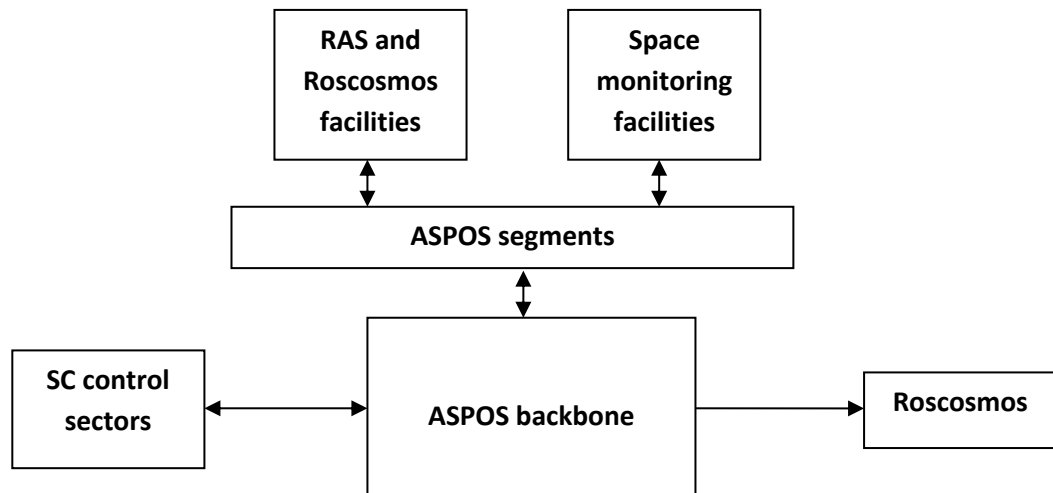 RAS and
Roscosmos
facilities
Space
monitoring
facilities
ASPOS segments
SC control
sectors
ASPOS backbone
Roscosmos